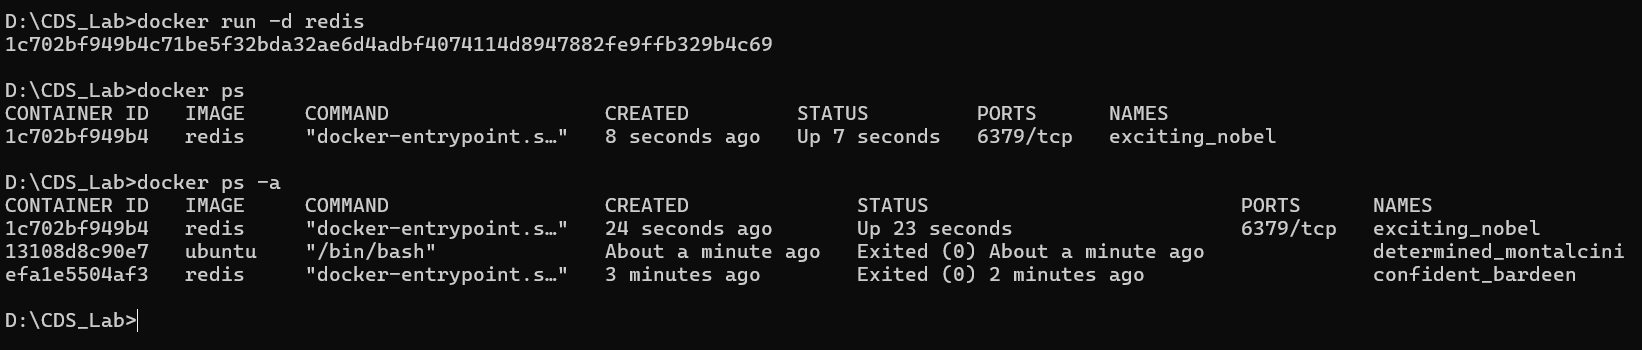 D:\CDS_Lab>docker run -d redis
1c702bf949b4c71be5f32bda32ae6d4adbf4074114d8947882fe9ffb329b4c69
D:\CDS_Lab>docker ps
CONTAINER ID   IMAGE     COMMAND                  CREATED         STATUS         PORTS      NAMES
1c702bf949b4   redis     "docker-entrypoint.s…"   8 seconds ago   Up 7 seconds   6379/tcp   exciting_nobel
D:\CDS_Lab>docker ps -a
CONTAINER ID   IMAGE     COMMAND                  CREATED              STATUS                          PORTS      NAMES
1c702bf949b4   redis     "docker-entrypoint.s…"   24 seconds ago       Up 23 seconds                   6379/tcp   exciting_nobel
13108d8c90e7   ubuntu    "/bin/bash"              About a minute ago   Exited (0) About a minute ago              determined_montalcini
efa1e5504af3   redis     "docker-entrypoint.s…"   3 minutes ago        Exited (0) 2 minutes ago                   confident_bardeen
D:\CDS_Lab>